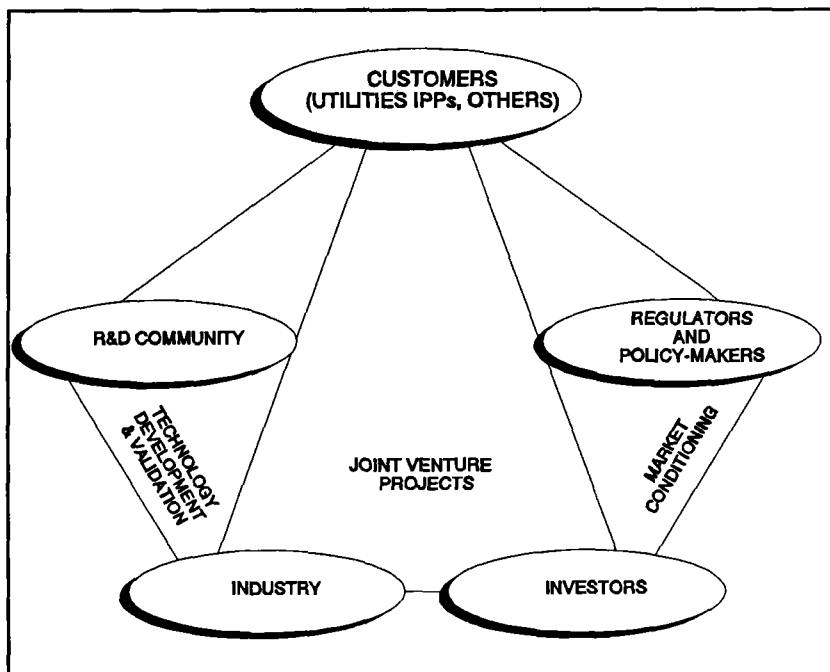 CUSTOMERS
(UTILITIES IPPs, OTHERS)
R&D COMMUNITY
REGULATORS
AND
POLICY-MAKERS
TECHNOLOGY
DEVELOPMENT
& VALIDATION
JOINT VENTURE
PROJECTS
MARKET
CONDITIONING
INDUSTRY
INVESTORS